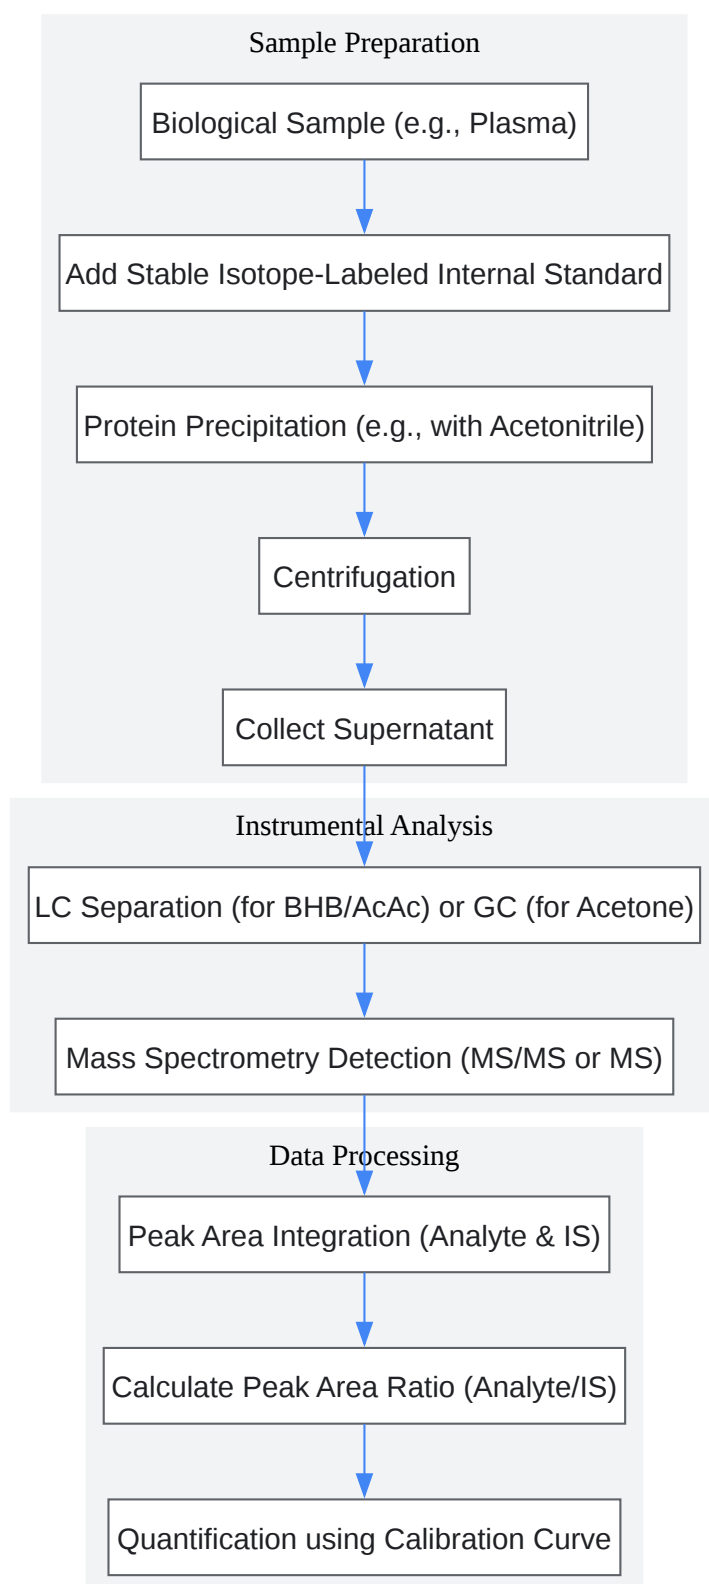 Sample Preparation
Biological Sample (e.g., Plasma)
Add Stable Isotope-Labeled Internal Standard
Protein Precipitation (e.g., with Acetonitrile)
Centrifugation
Collect Supernatant
Instrumental Analysis
LC Separation (for BHB/AcAc) or GC (for Acetone)
Mass Spectrometry Detection (MS/MS or MS)
Data Processing
Peak Area Integration (Analyte & IS)
Calculate Peak Area Ratio (Analyte/IS)
Quantification using Calibration Curve